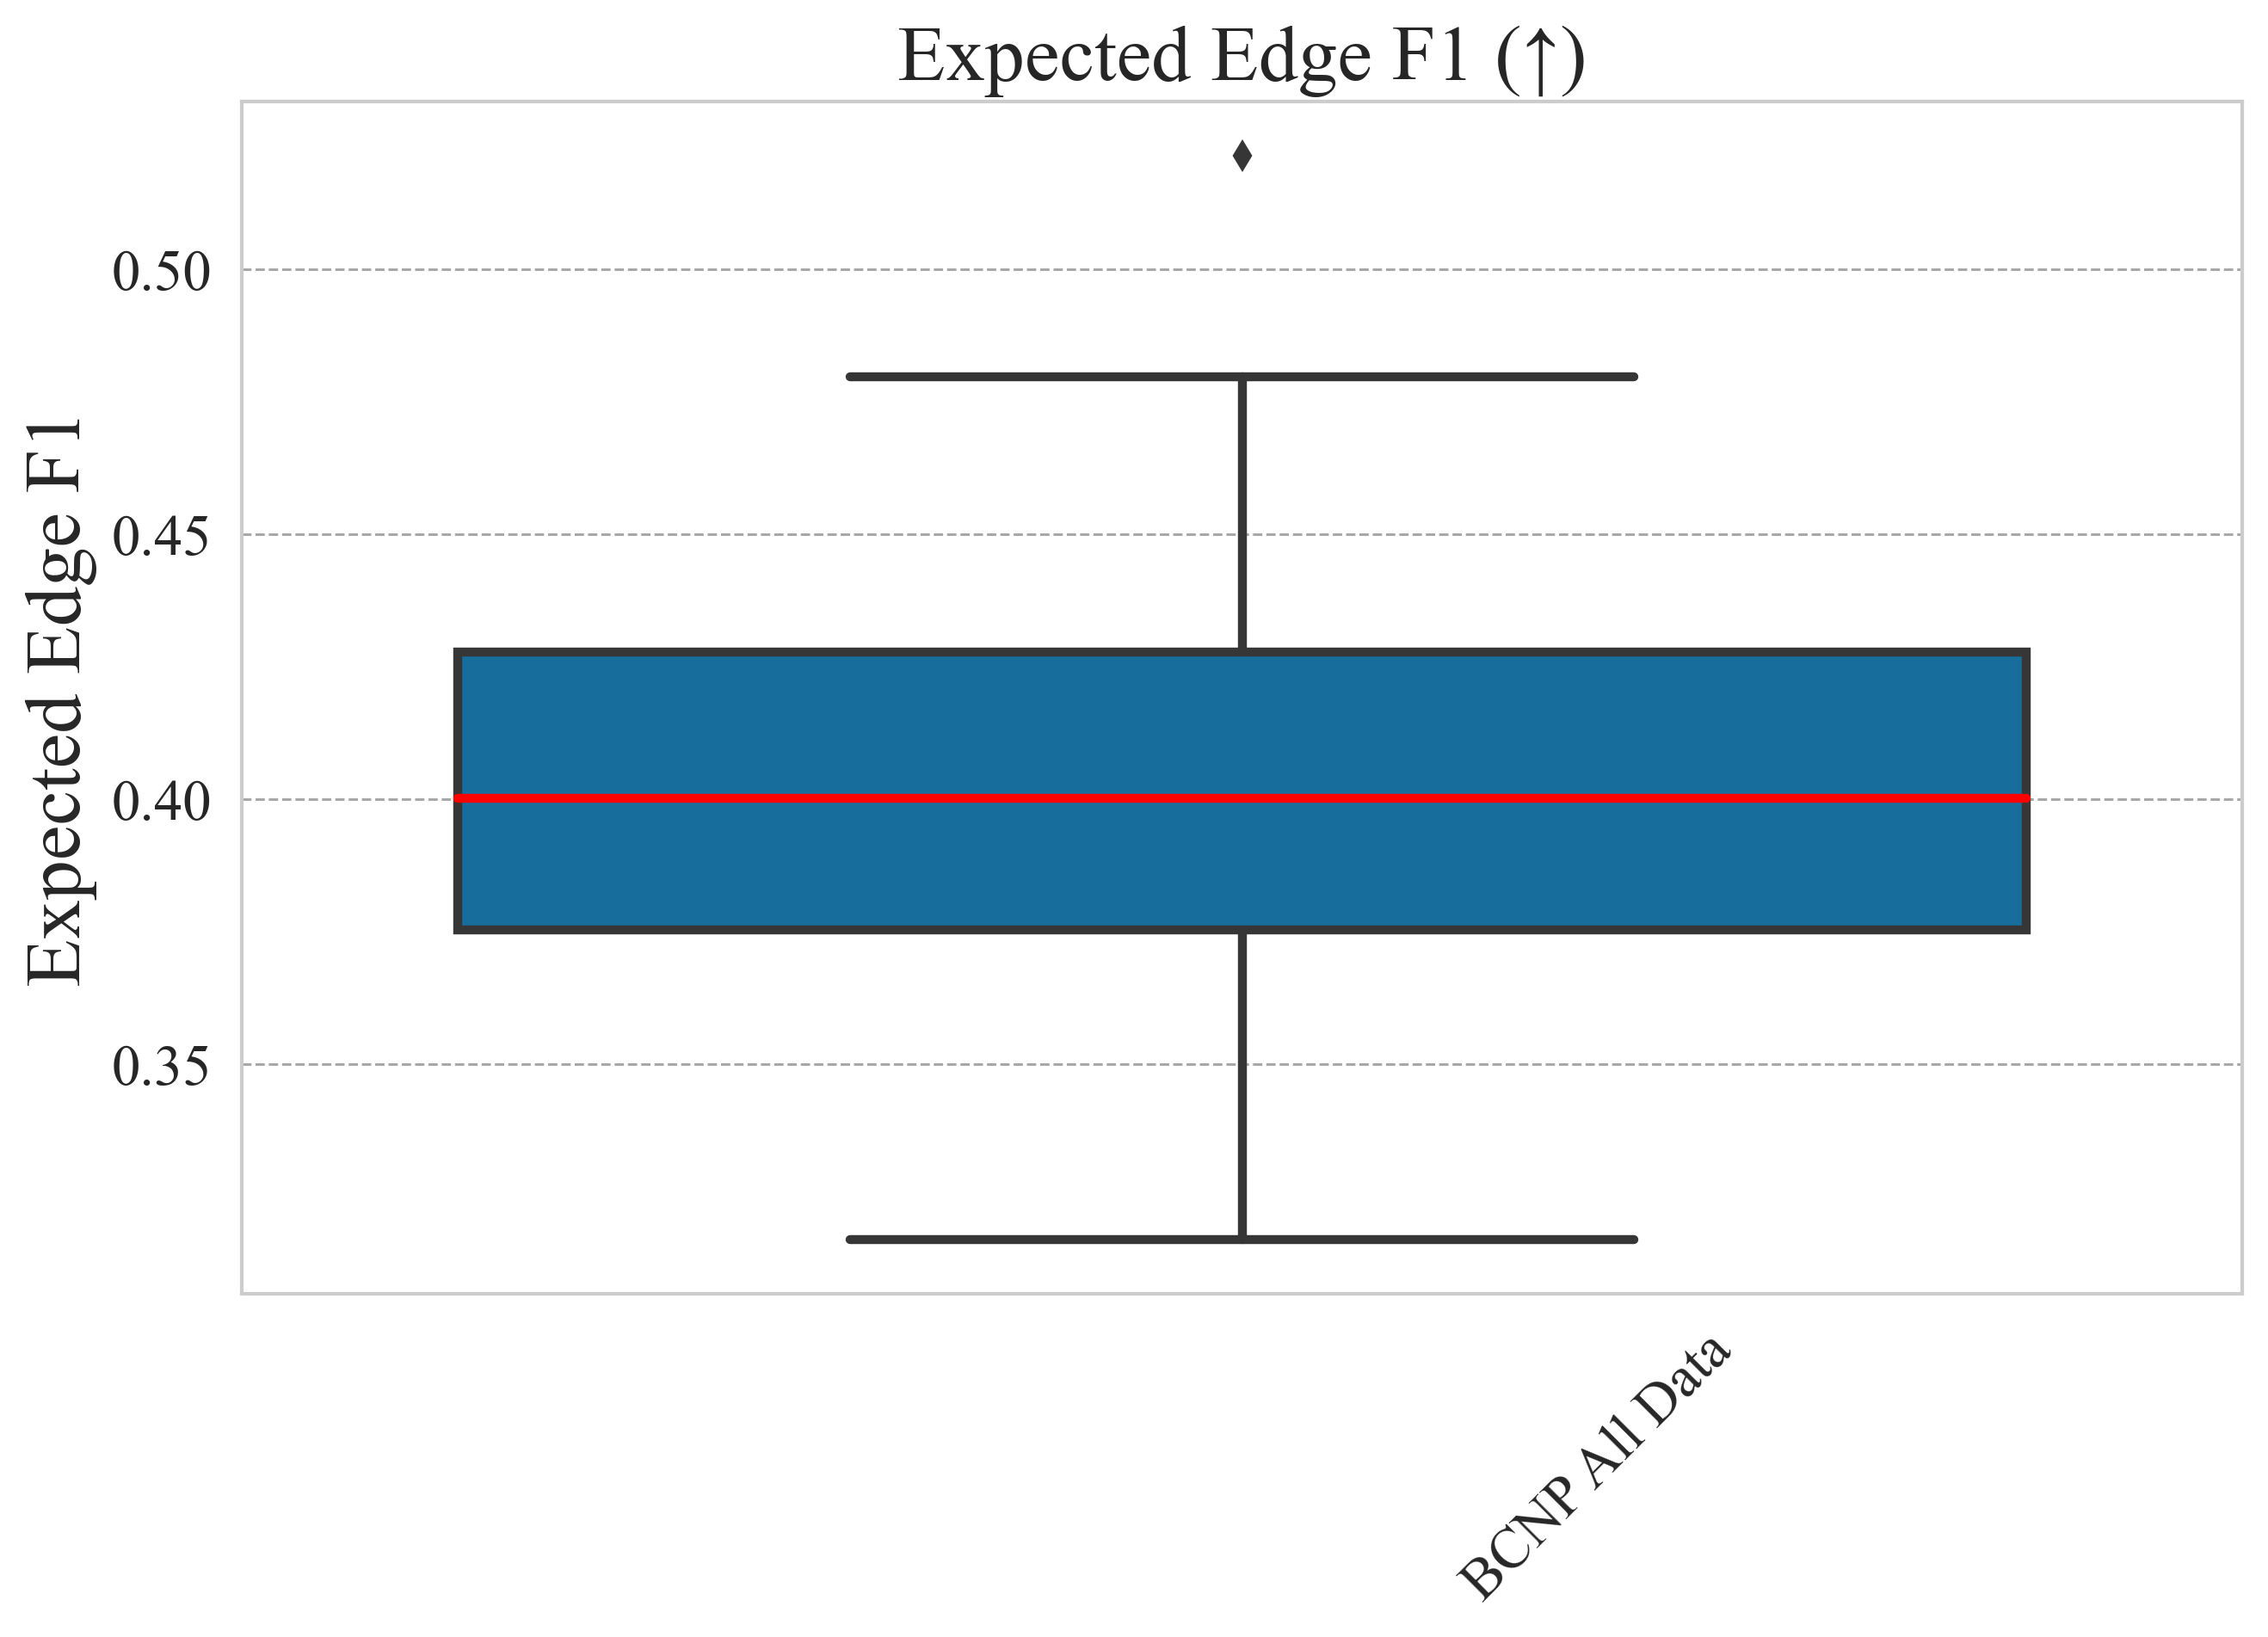 Expected Edge F1 (↑)
Expected Edge F1
0.50
0.45
0.40
0.35
BCNP All Data